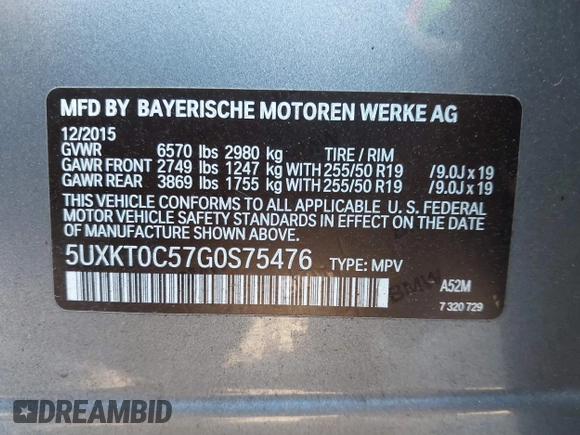 MFD BY BAYERISCHE MOTOREN WERKE AG
12/2015
GVWR 6570 lbs 2980 kg TIRE / RIM
GAWR FRONT 2749 lbs 1247 kg WITH 255/50 R19 /9.0J x 19
GAWR REAR 3869 lbs 1755 kg WITH 255/50 R19 /9.0J x 19
THIS VEHICLE CONFORMS TO ALL APPLICABLE U. S. FEDERAL
MOTOR VEHICLE SAFETY STANDARDS IN EFFECT ON THE DATE
OF MANUFACTURE SHOWN ABOVE.
5UXKT0C57G0S75476 TYPE: MPV
BMW
A52M
7 320 729
DREAMBID